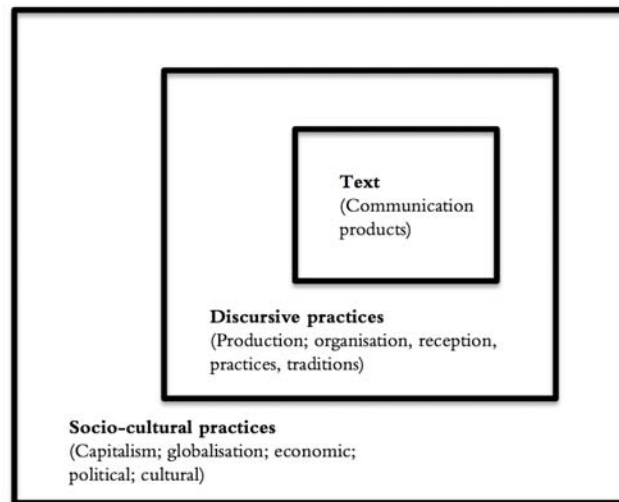 Text
(Communication
products)
Discursive practices
(Production; organisation, reception,
practices, traditions)
Socio-cultural practices
(Capitalism; globalisation; economic;
political; cultural)